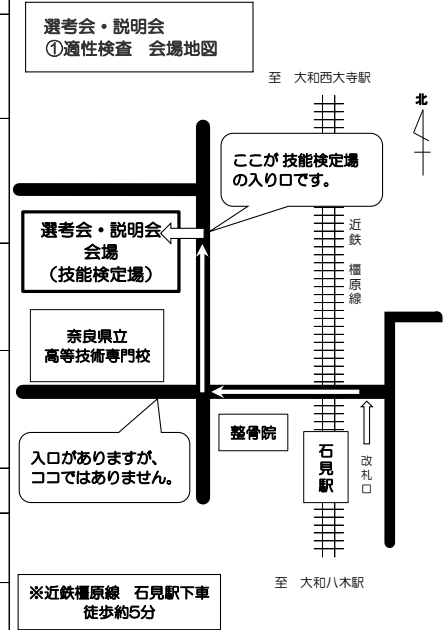 選考会・説明会
①適性検査　会場地図
至　大和西大寺駅
北
ここが 技能検定場
の入り口です。
選考会・説明会
会場
（技能検定場）
近鉄　橿原線
奈良県立
高等技術専門校
整骨院
石見駅
改札口
入口がありますが、
ココではありません。
至　大和八木駅
※近鉄橿原線　石見駅下車
徒歩約5分